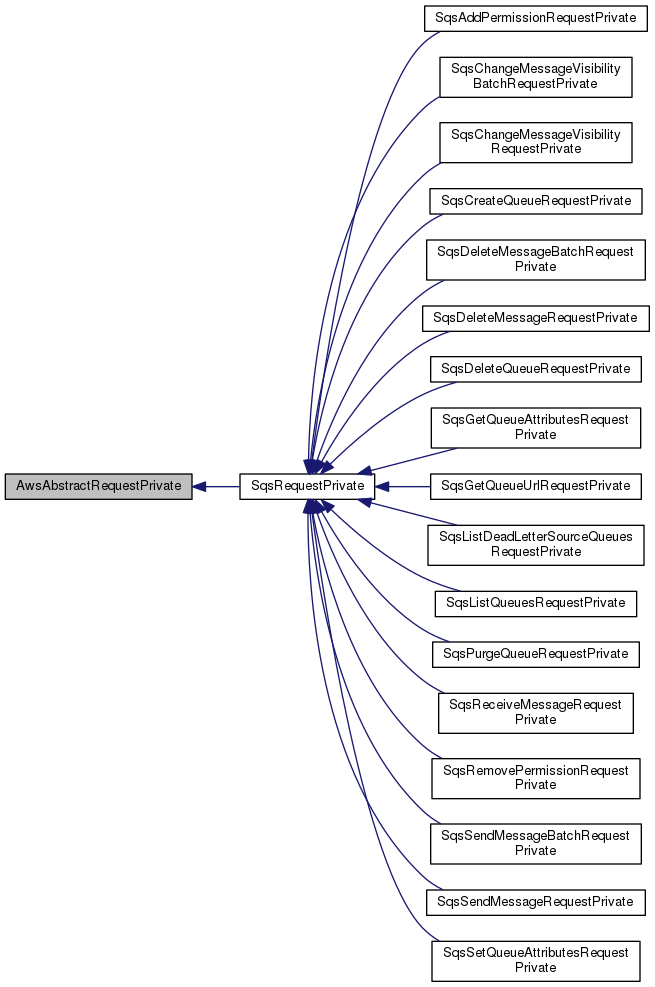 SqsAddPermissionRequestPrivate
SqsChangeMessageVisibility
BatchRequestPrivate
SqsChangeMessageVisibility
RequestPrivate
SqsCreateQueueRequestPrivate
SqsDeleteMessageBatchRequest
Private
SqsDeleteMessageRequestPrivate
SqsDeleteQueueRequestPrivate
SqsGetQueueAttributesRequest
Private
AwsAbstractRequestPrivate
SqsRequestPrivate
SqsGetQueueUrlRequestPrivate
SqsListDeadLetterSourceQueues
RequestPrivate
SqsListQueuesRequestPrivate
SqsPurgeQueueRequestPrivate
SqsReceiveMessageRequest
Private
SqsRemovePermissionRequest
Private
SqsSendMessageBatchRequest
Private
SqsSendMessageRequestPrivate
SqsSetQueueAttributesRequest
Private